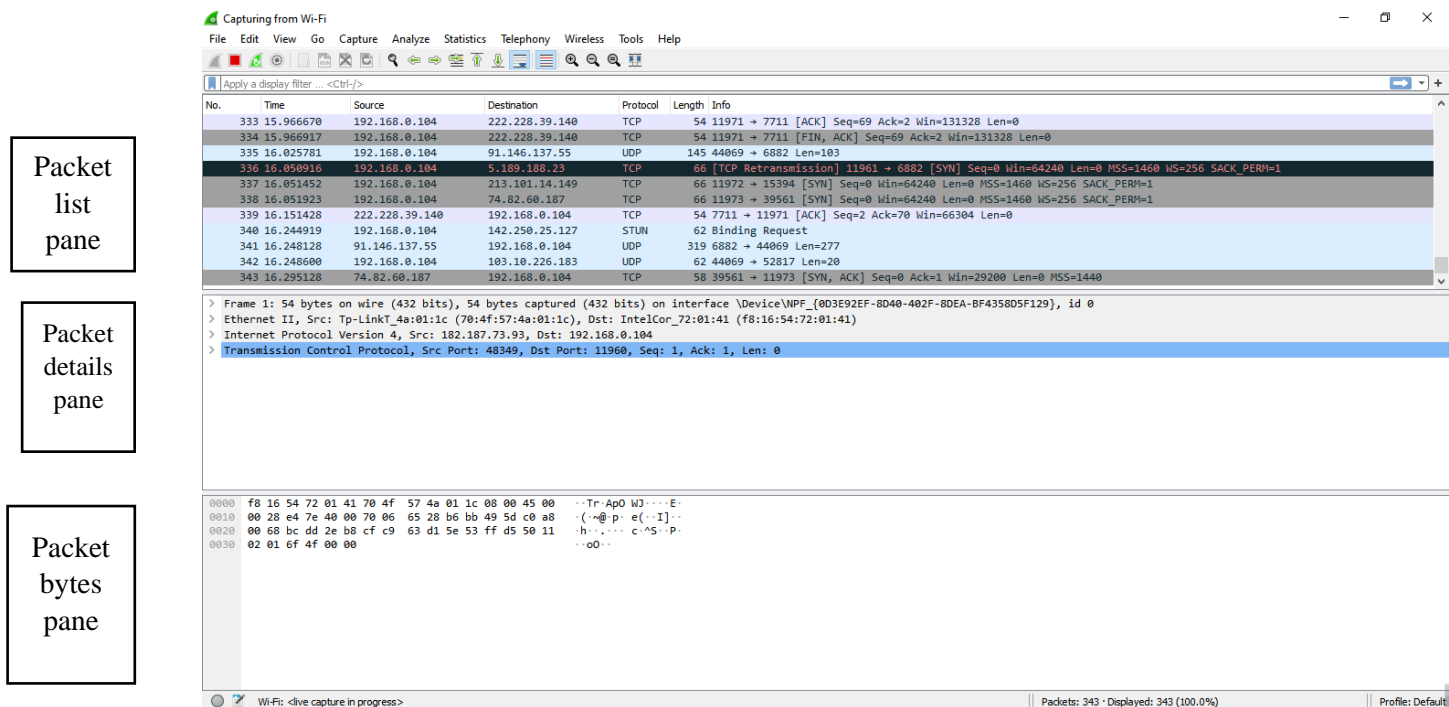 Capturing from Wi-Fi
File Edit View Go Capture Analyze Statistics Telephony Wireless Tools Help
Apply a display filter ... <Ctrl-/>
No. Time Source Destination Protocol Length Info
333 15.966670 192.168.0.104 222.228.39.140 TCP 54 11971 → 7711 [ACK] Seq=69 Ack=2 Win=131328 Len=0
334 15.966917 192.168.0.104 222.228.39.140 TCP 54 11971 → 7711 [FIN, ACK] Seq=69 Ack=2 Win=131328 Len=0
335 16.025781 192.168.0.104 91.146.137.55 UDP 145 44069 → 6882 Len=103
336 16.050916 192.168.0.104 5.189.188.23 TCP 66 [TCP Retransmission] 11961 → 6882 [SYN] Seq=0 Win=64240 Len=0 MSS=1460 WS=256 SACK_PERM=1
337 16.051452 192.168.0.104 213.101.14.149 TCP 66 11972 → 15394 [SYN] Seq=0 Win=64240 Len=0 MSS=1460 WS=256 SACK_PERM=1
338 16.051923 192.168.0.104 74.82.60.187 TCP 66 11973 → 39561 [SYN] Seq=0 Win=64240 Len=0 MSS=1460 WS=256 SACK_PERM=1
339 16.151428 222.228.39.140 192.168.0.104 TCP 54 7711 → 11971 [ACK] Seq=2 Ack=70 Win=66304 Len=0
340 16.244919 192.168.0.104 142.250.25.127 STUN 62 Binding Request
341 16.248128 91.146.137.55 192.168.0.104 UDP 319 6882 → 44069 Len=277
342 16.248600 192.168.0.104 103.10.226.183 UDP 62 44069 → 52817 Len=20
343 16.295128 74.82.60.187 192.168.0.104 TCP 58 39561 → 11973 [SYN, ACK] Seq=0 Ack=1 Win=29200 Len=0 MSS=1440
Packet
list
pane
> Frame 1: 54 bytes on wire (432 bits), 54 bytes captured (432 bits) on interface \Device\NPF_{0D3E92EF-8D40-402F-8DEA-BF4358D5F129}, id 0
> Ethernet II, Src: Tp-LinkT_4a:01:1c (70:4f:57:4a:01:1c), Dst: IntelCor_72:01:41 (f8:16:54:72:01:41)
> Internet Protocol Version 4, Src: 182.187.73.93, Dst: 192.168.0.104
> Transmission Control Protocol, Src Port: 48349, Dst Port: 11960, Seq: 1, Ack: 1, Len: 0
Packet
details
pane
0000 f8 16 54 72 01 41 70 4f 57 4a 01 1c 08 00 45 00 ··Tr·ApO WJ····E·
0010 00 28 e4 7e 40 00 70 06 65 28 b6 bb 49 5d c0 a8 ·(·~@·p· e(··I]··
0020 00 68 bc dd 2e b8 cf c9 63 d1 5e 53 ff d5 50 11 ·h··.··· c·^S··P·
0030 02 01 6f 4f 00 00 ··oO··
Packet
bytes
pane
Wi-Fi: <live capture in progress>
Packets: 343 · Displayed: 343 (100.0%)
Profile: Default